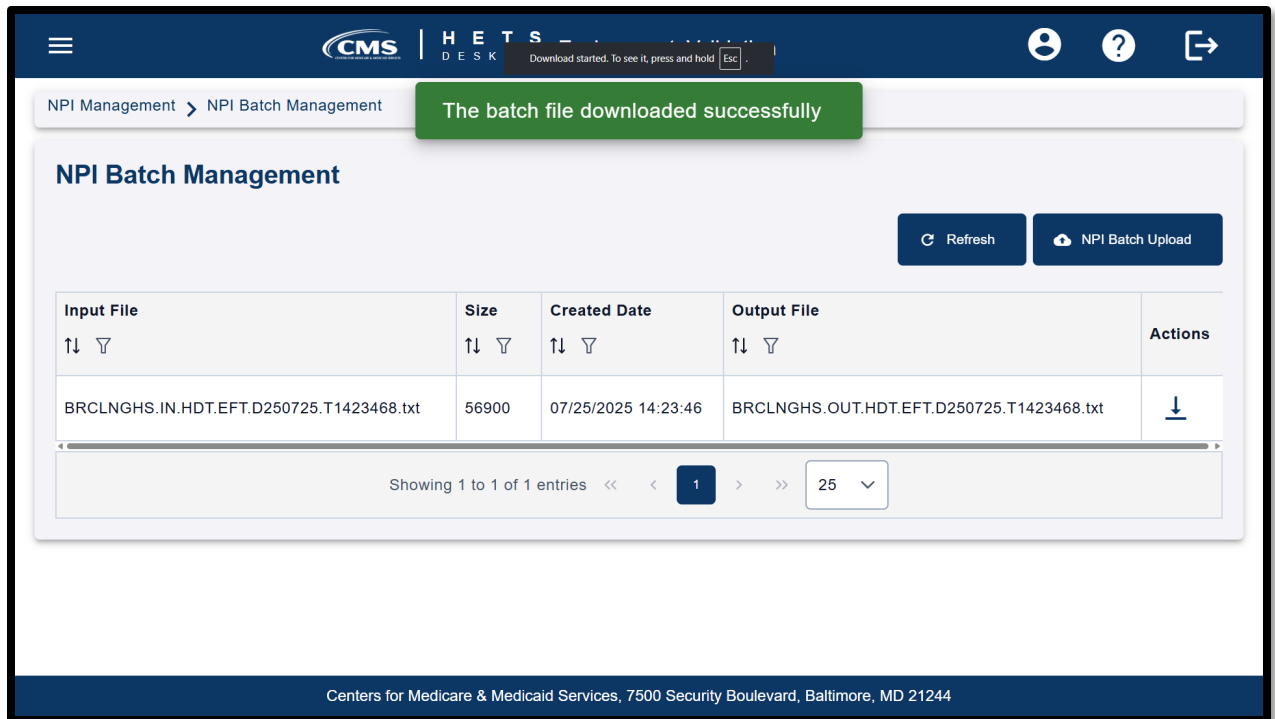 CMS
H E T S
DESK
Download started. To see it, press and hold Esc .
NPI Management NPI Batch Management
The batch file downloaded successfully
NPI Batch Management
Refresh
NPI Batch Upload
Input File Size Created Date Output File Actions
BRCLNGHS.IN.HDT.EFT.D250725.T1423468.txt 56900 07/25/2025 14:23:46 BRCLNGHS.OUT.HDT.EFT.D250725.T1423468.txt
Showing 1 to 1 of 1 entries 1 25
Centers for Medicare & Medicaid Services, 7500 Security Boulevard, Baltimore, MD 21244